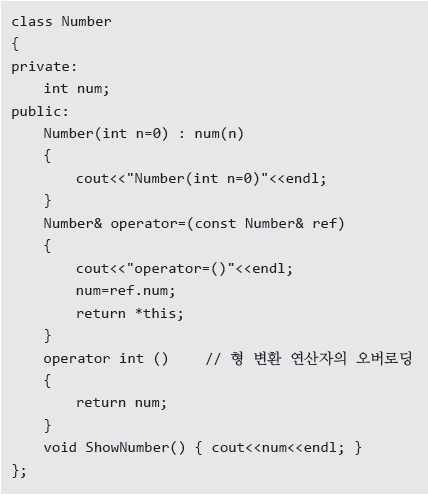 class Number
{
private:
    int num;
public:
    Number(int n=0) : num(n)
    {
        cout<<"Number(int n=0)"<<endl;
    }
    Number& operator=(const Number& ref)
    {
        cout<<"operator=()"<<endl;
        num=ref.num;
        return *this;
    }
    operator int ()    // 형 변환 연산자의 오버로딩
    {
        return num;
    }
    void ShowNumber() { cout<<num<<endl; }
};